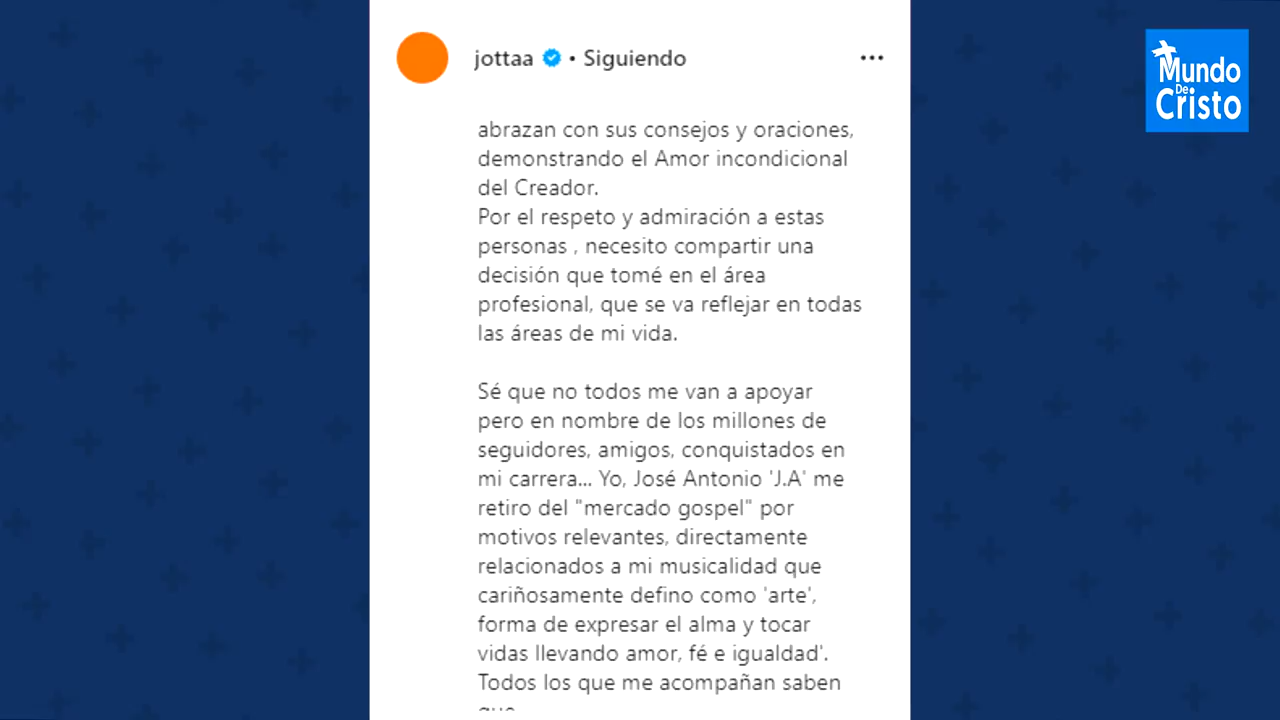 jottaa • Siguiendo
Mundo
De
Cristo
abrazan con sus consejos y oraciones,
demonstrando el Amor incondicional
del Creador.
Por el respeto y admiración a estas
personas , necesito compartir una
decisión que tomé en el área
profesional, que se va reflejar en todas
las áreas de mi vida.
Sé que no todos me van a apoyar
pero en nombre de los millones de
seguidores, amigos, conquistados en
mi carrera... Yo, José Antonio 'J.A' me
retiro del "mercado gospel" por
motivos relevantes, directamente
relacionados a mi musicalidad que
cariñosamente defino como 'arte',
forma de expresar el alma y tocar
vidas llevando amor, fé e igualdad'.
Todos los que me acompañan saben